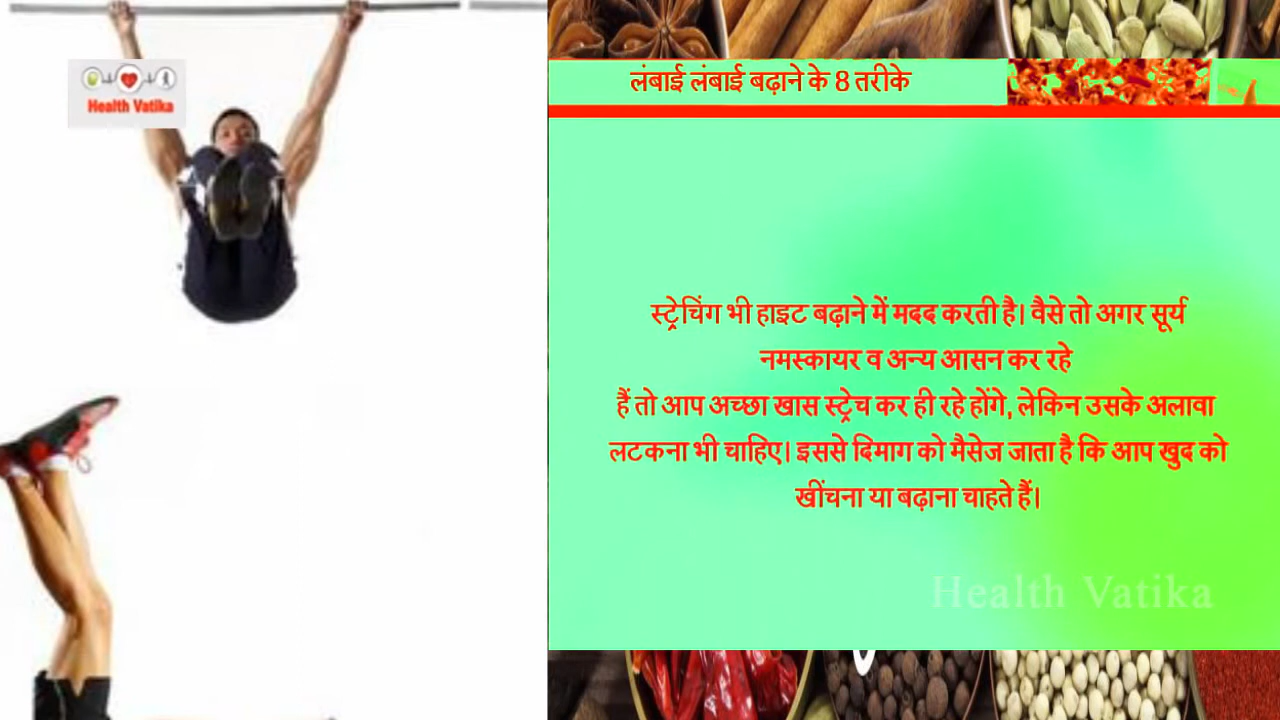 Health Vatika
लंबाई लंबाई बढ़ाने के 8 तरीके
स्ट्रेचिंग भी हाइट बढ़ाने में मदद करती है। वैसे तो अगर सूर्य
नमस्कायर व अन्य आसन कर रहे
हैं तो आप अच्छा खास स्ट्रेच कर ही रहे होंगे, लेकिन उसके अलावा
लटकना भी चाहिए। इससे दिमाग को मैसेज जाता है कि आप खुद को
खींचना या बढ़ाना चाहते हैं।
Health Vatika